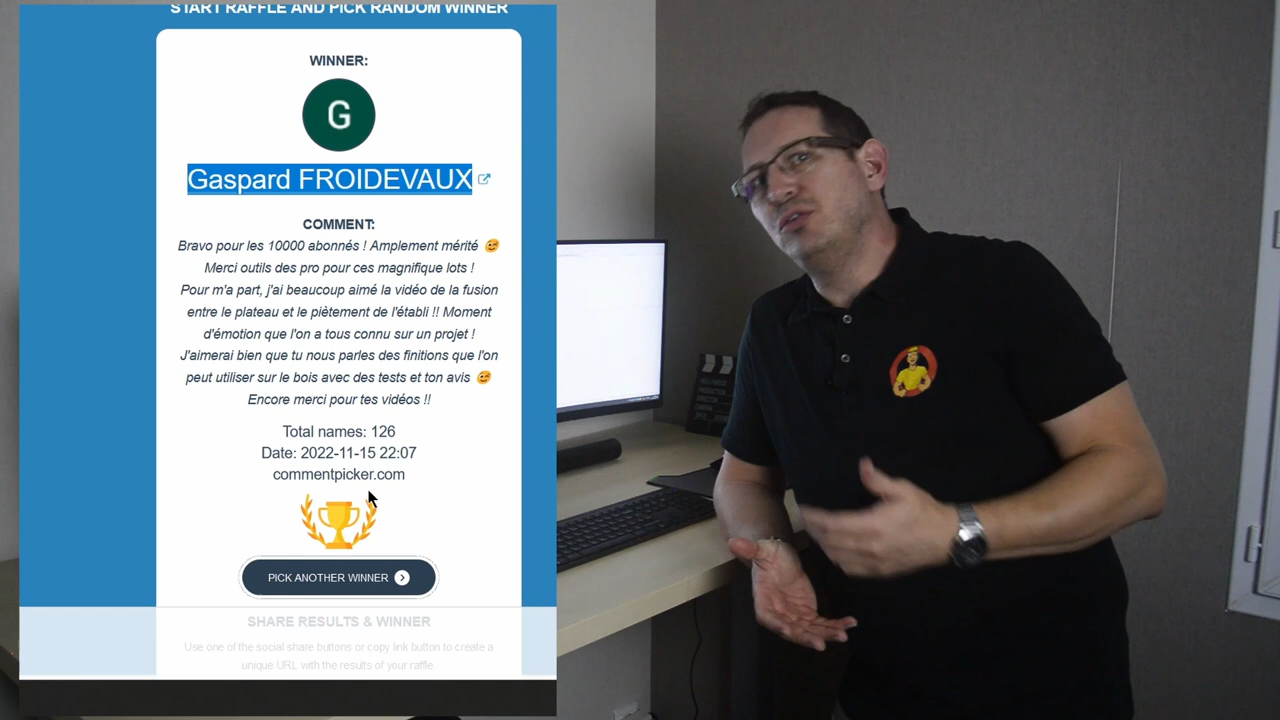 START RAFFLE AND PICK RANDOM WINNER
WINNER:
G
Gaspard FROIDEVAUX
COMMENT:
Bravo pour les 10000 abonnés ! Amplement mérité 🥳
Merci outils des pro pour ces magnifique lots !
Pour m'a part, j'ai beaucoup aimé la vidéo de la fusion
entre le plateau et le piètement de l'établi !! Moment
d'émotion que l'on a tous connu sur un projet !
J'aimerai bien que tu nous parles des finitions que l'on
peut utiliser sur le bois avec des tests et ton avis 🥳
Encore merci pour tes vidéos !!
Total names: 126
Date: 2022-11-15 22:07
commentpicker.com
PICK ANOTHER WINNER
SHARE RESULTS & WINNER
Use one of the social share buttons or copy link button to create a
unique URL with the results of your raffle.